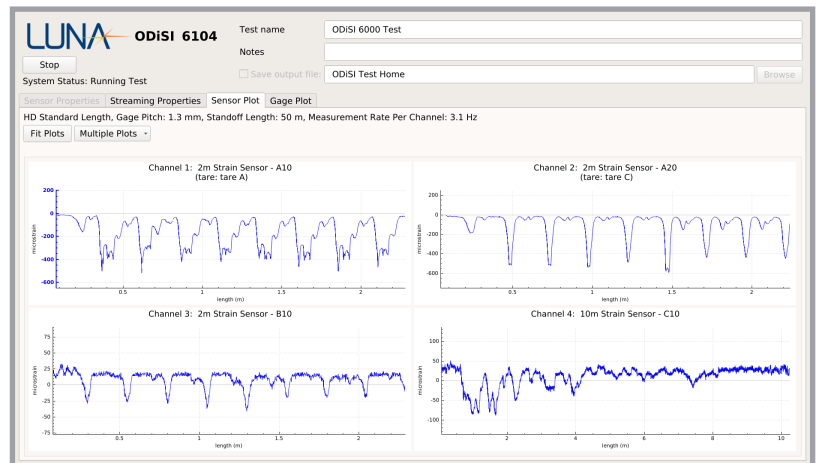 LUNA
ODiSI 6104
Stop
System Status: Running Test
Test name
ODiSI 6000 Test
Notes
Save output file:
ODiSI Test Home
Browse
Sensor Properties
Streaming Properties
Sensor Plot
Gage Plot
HD Standard Length, Gage Pitch: 1.3 mm, Standoff Length: 50 m, Measurement Rate Per Channel: 3.1 Hz
Fit Plots
Multiple Plots
Channel 1: 2m Strain Sensor - A10
(tare: tare A)
microstrain
200
0
-200
-400
-600
0.5
1
1.5
2
length (m)
Channel 2: 2m Strain Sensor - A20
(tare: tare C)
microstrain
200
0
-200
-400
-600
0.5
1
1.5
2
length (m)
Channel 3: 2m Strain Sensor - B10
microstrain
75
50
25
0
-25
-50
-75
0.5
1
1.5
2
length (m)
Channel 4: 10m Strain Sensor - C10
microstrain
100
50
0
-50
-100
2
4
6
8
10
length (m)